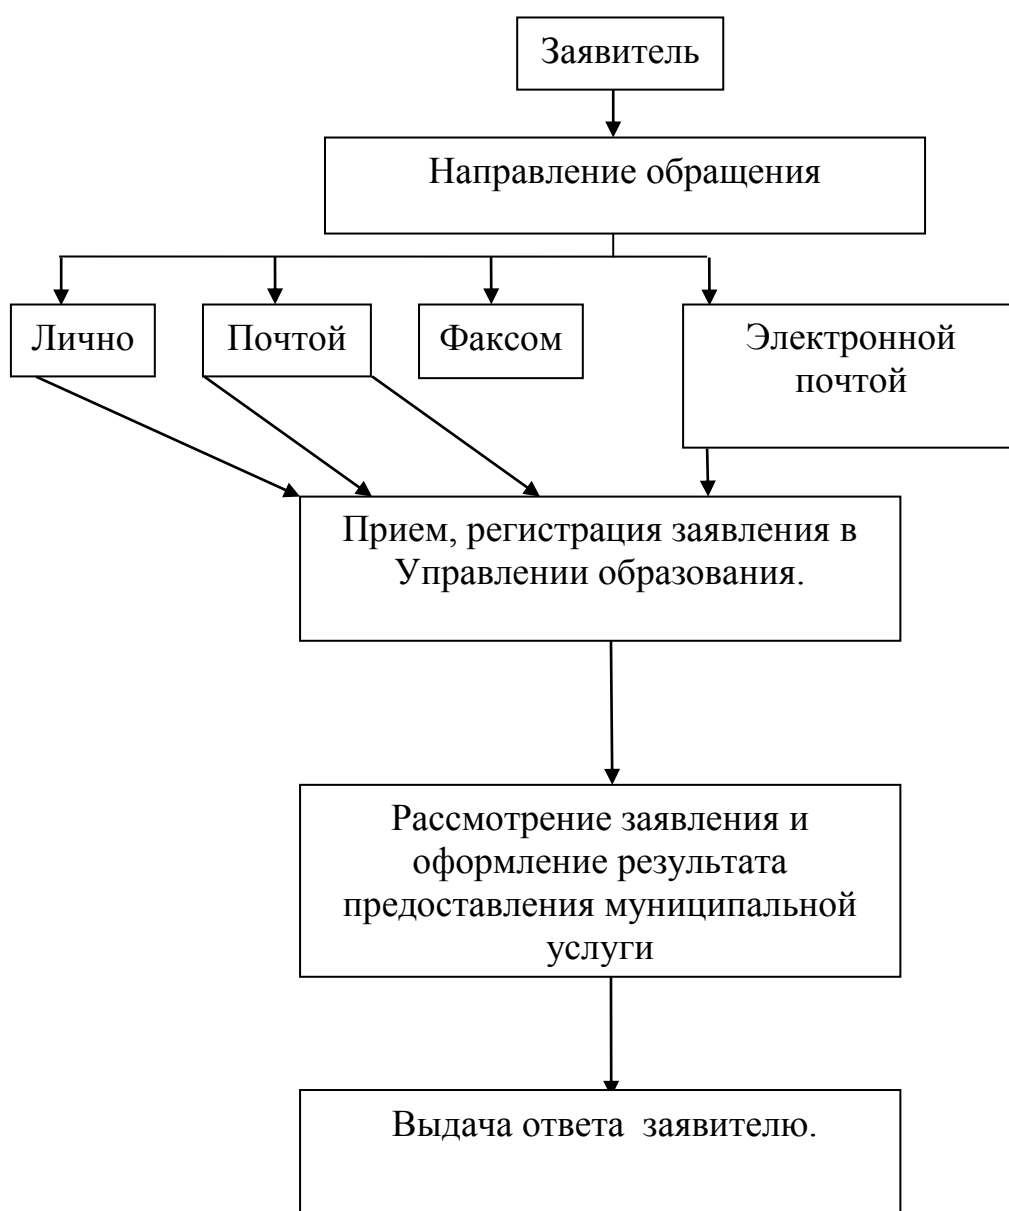 Заявитель
Направление обращения
Лично
Почтой
Факсом
Электронной
почтой
Прием, регистрация заявления в
Управлении образования.
Рассмотрение заявления и
оформление результата
предоставления муниципальной
услуги
Выдача ответа  заявителю.